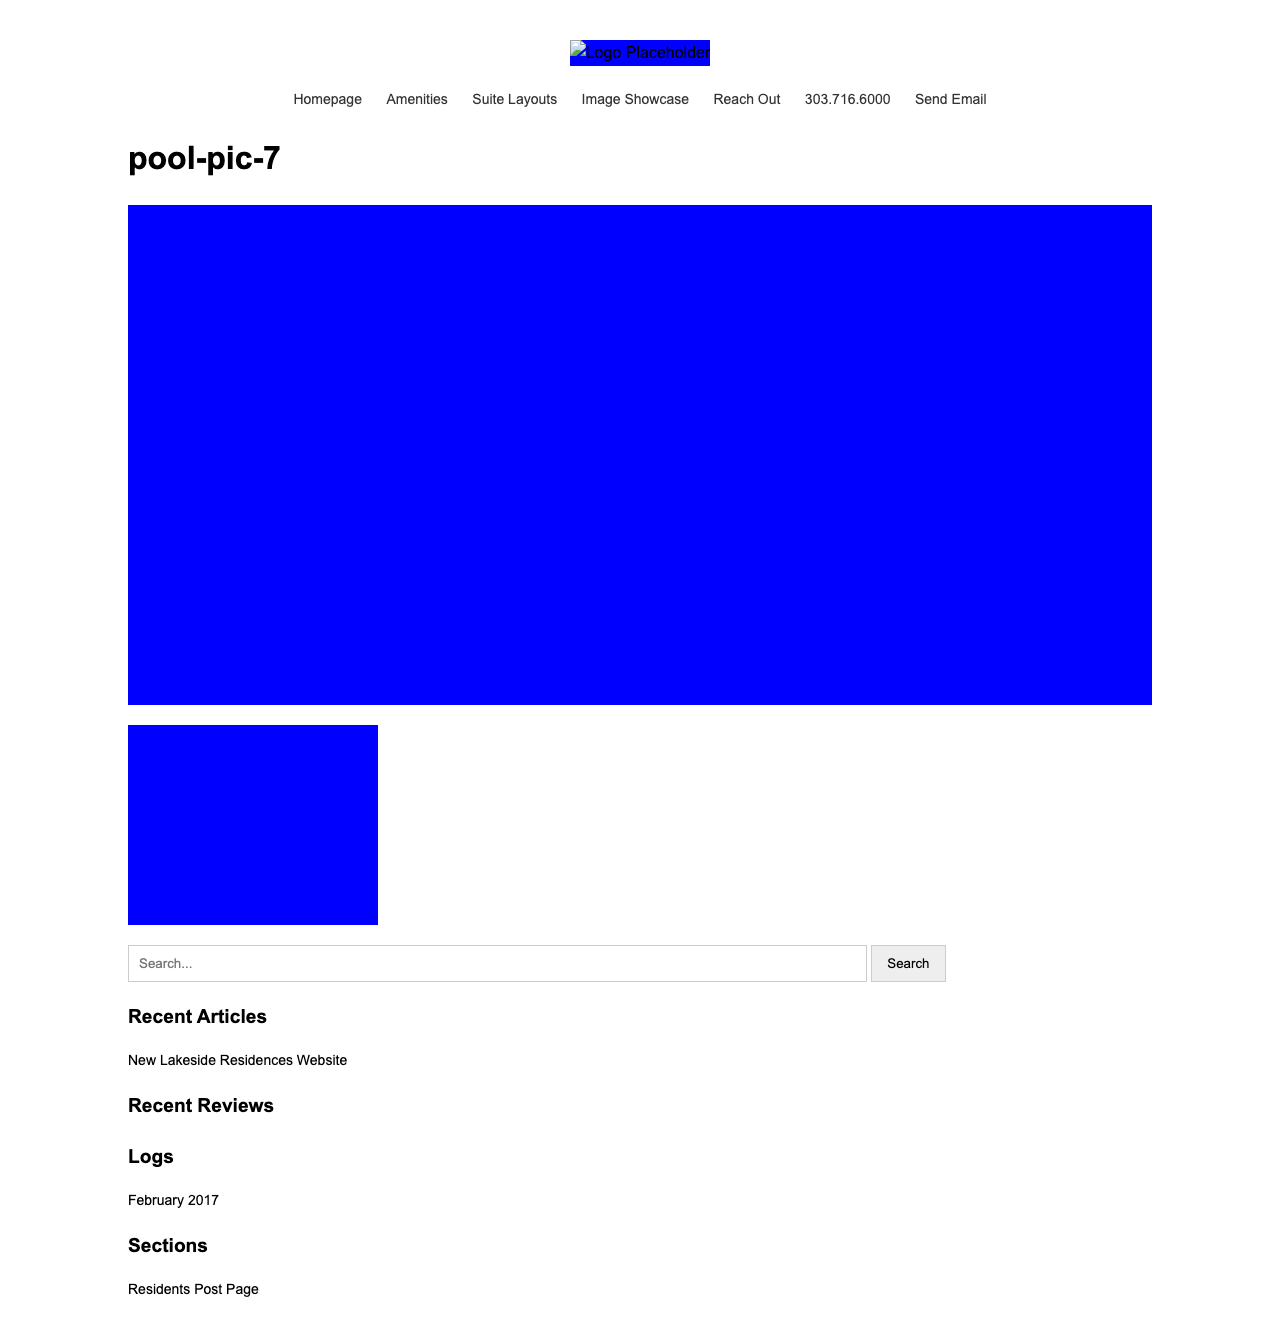 Logo Placeholder
Homepage Amenities Suite Layouts Image Showcase Reach Out 303.716.6000 Send Email
pool-pic-7
Search...
Search
Recent Articles
New Lakeside Residences Website
Recent Reviews
Logs
February 2017
Sections
Residents Post Page